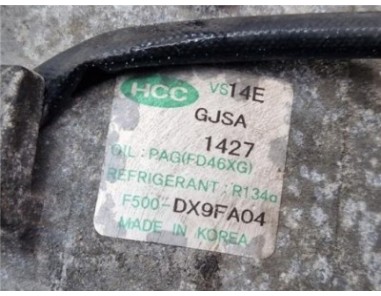 HCC VS14E
GJSA
1427
OIL: PAG(FD46XG)
REFRIGERANT: R134a
F500-DX9FA04
MADE IN KOREA